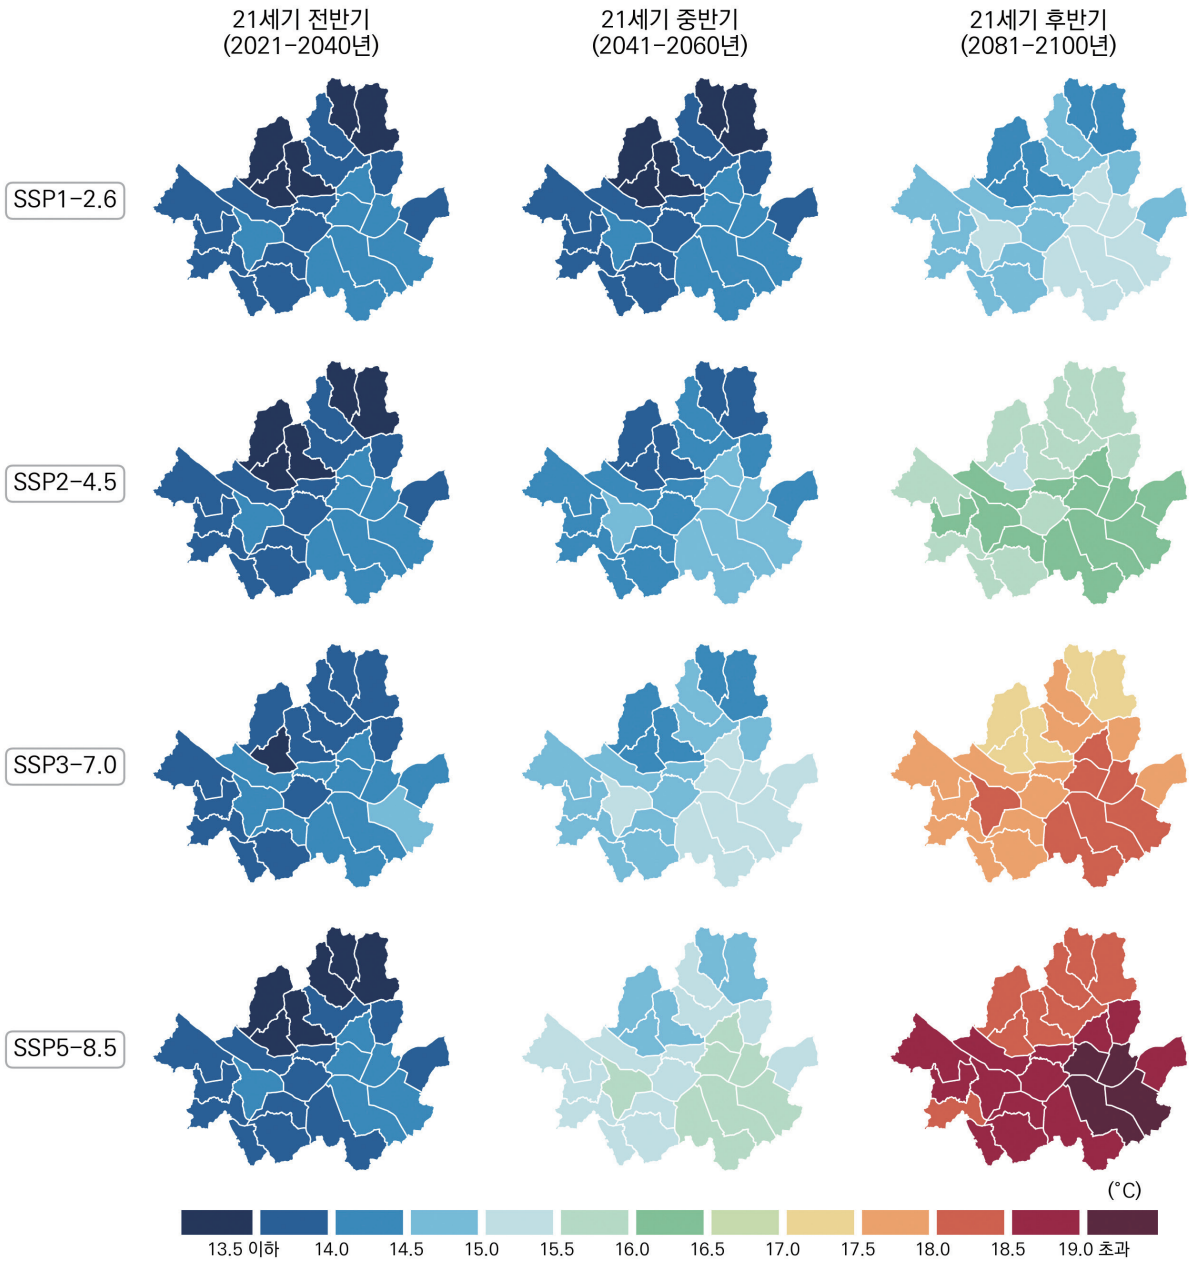 21세기 전반기
(2021-2040년)
21세기 중반기
(2041-2060년)
21세기 후반기
(2081-2100년)
SSP1-2.6
SSP2-4.5
SSP3-7.0
SSP5-8.5
(°C)
13.5 이하 14.0 14.5 15.0 15.5 16.0 16.5 17.0 17.5 18.0 18.5 19.0 초과